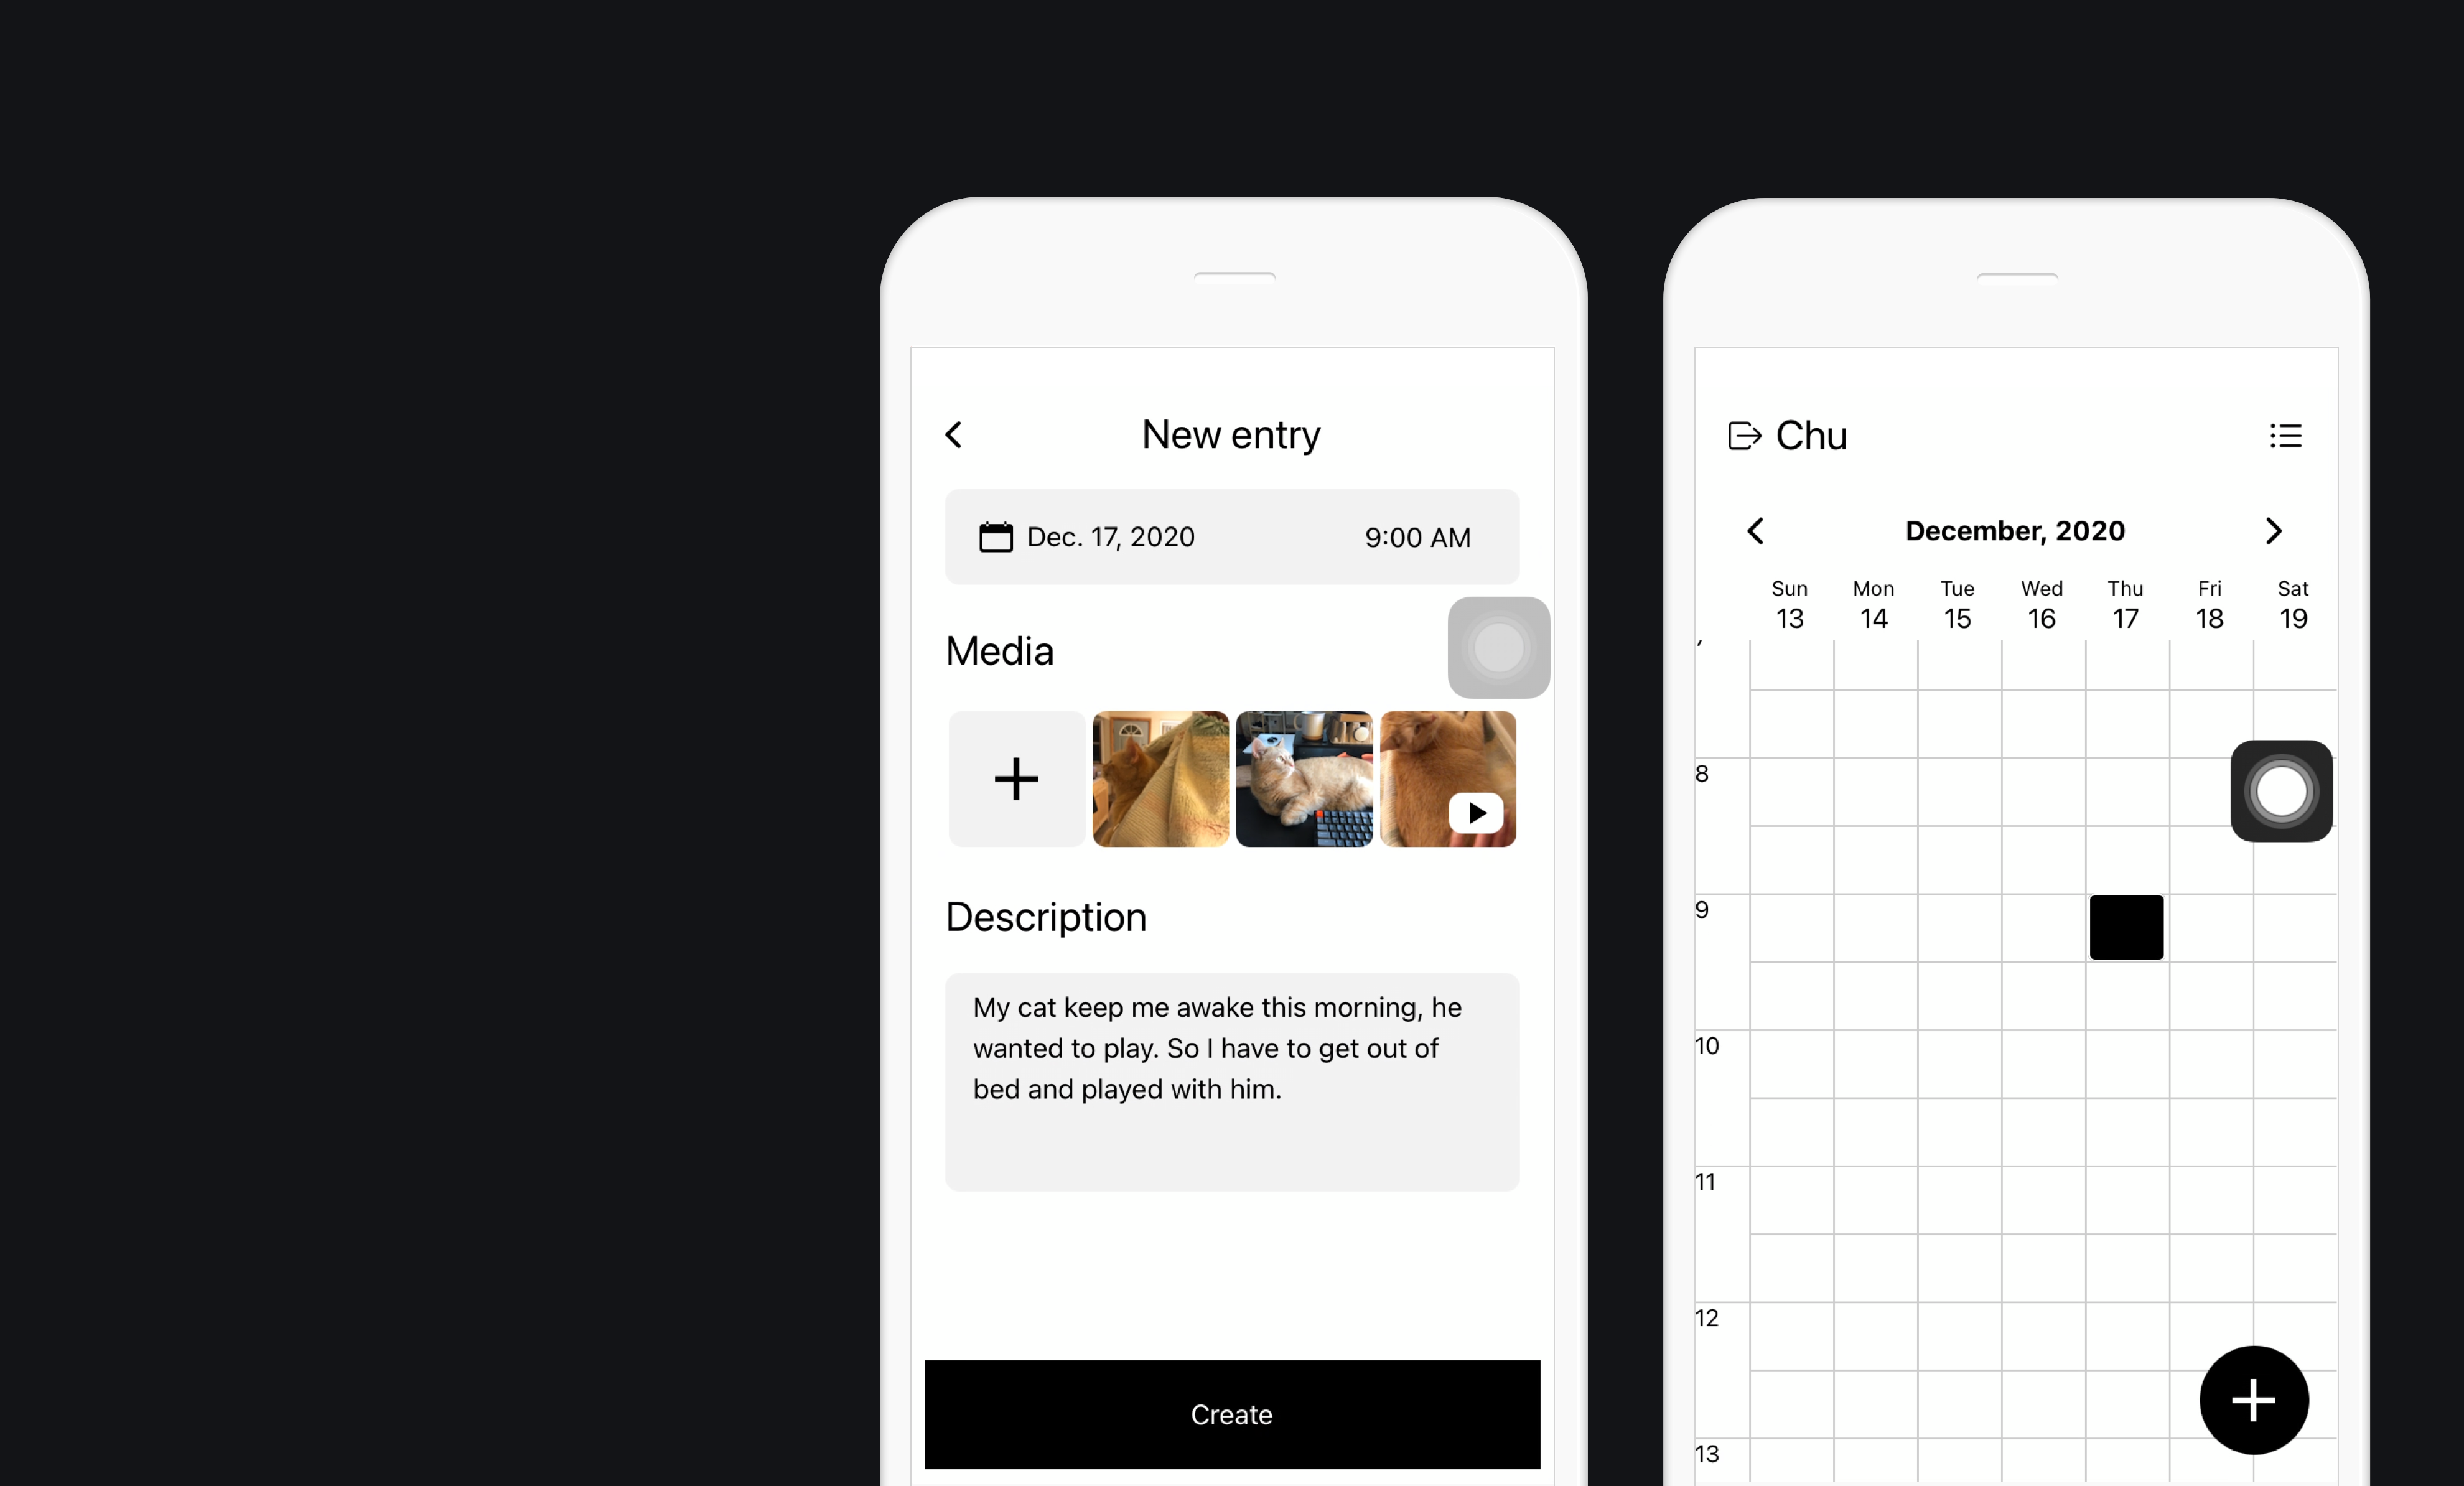 New entry
Dec. 17, 2020 9:00 AM
Media
Description
My cat keep me awake this morning, he
wanted to play. So I have to get out of
bed and played with him.
Create
Chu
December, 2020
Sun Mon Tue Wed Thu Fri Sat
13 14 15 16 17 18 19
8
9
10
11
12
13